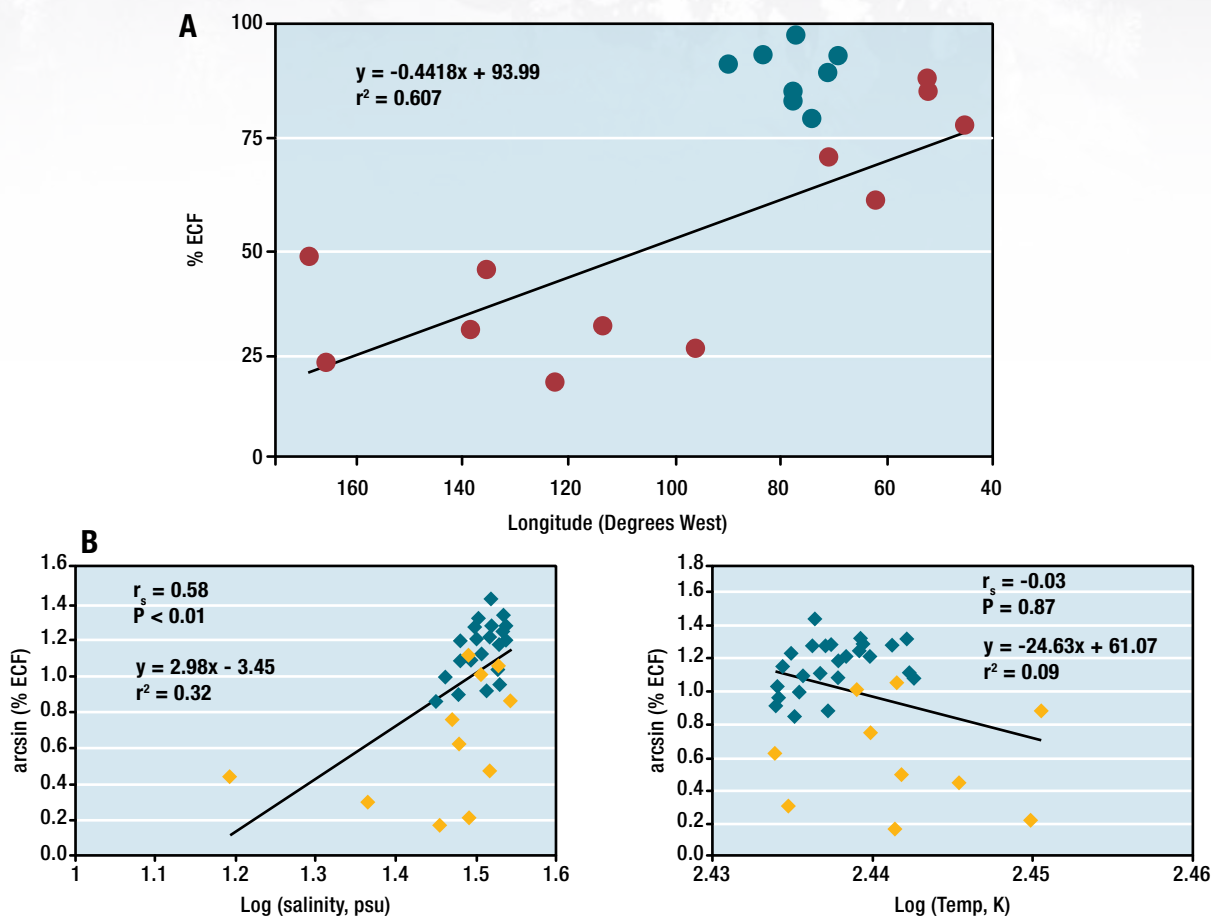 A
y = -0.4418x + 93.99
r² = 0.607
% ECF
100
75
50
25
0
160 140 120 100 80 60 40
Longitude (Degrees West)
B
arcsin (% ECF)
1.6
1.4
1.2
1.0
0.8
0.6
0.4
0.2
0.0
r_s = 0.58
P < 0.01
y = 2.98x - 3.45
r² = 0.32
1 1.1 1.2 1.3 1.4 1.5 1.6
Log (salinity, psu)
arcsin (% ECF)
1.8
1.6
1.4
1.2
1.0
0.8
0.6
0.4
0.2
0.0
r_s = -0.03
P = 0.87
y = -24.63x + 61.07
r² = 0.09
2.43 2.44 2.45 2.46
Log (Temp, K)